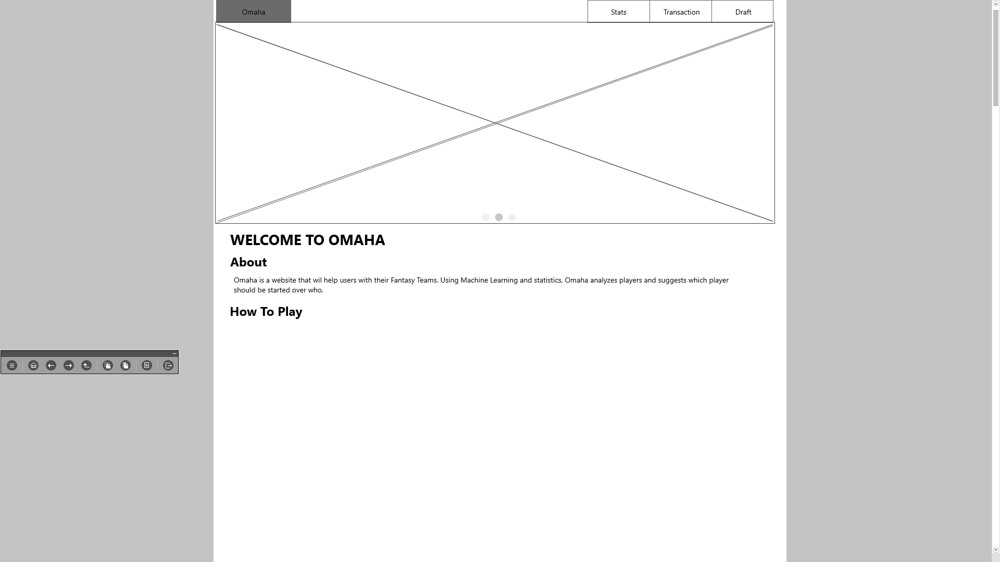 Omaha
Stats
Transaction
Draft
WELCOME TO OMAHA
About
Omaha is a website that wil help users with their Fantasy Teams. Using Machine Learning and statistics, Omaha analyzes players and suggests which player
should be started over who.
How To Play